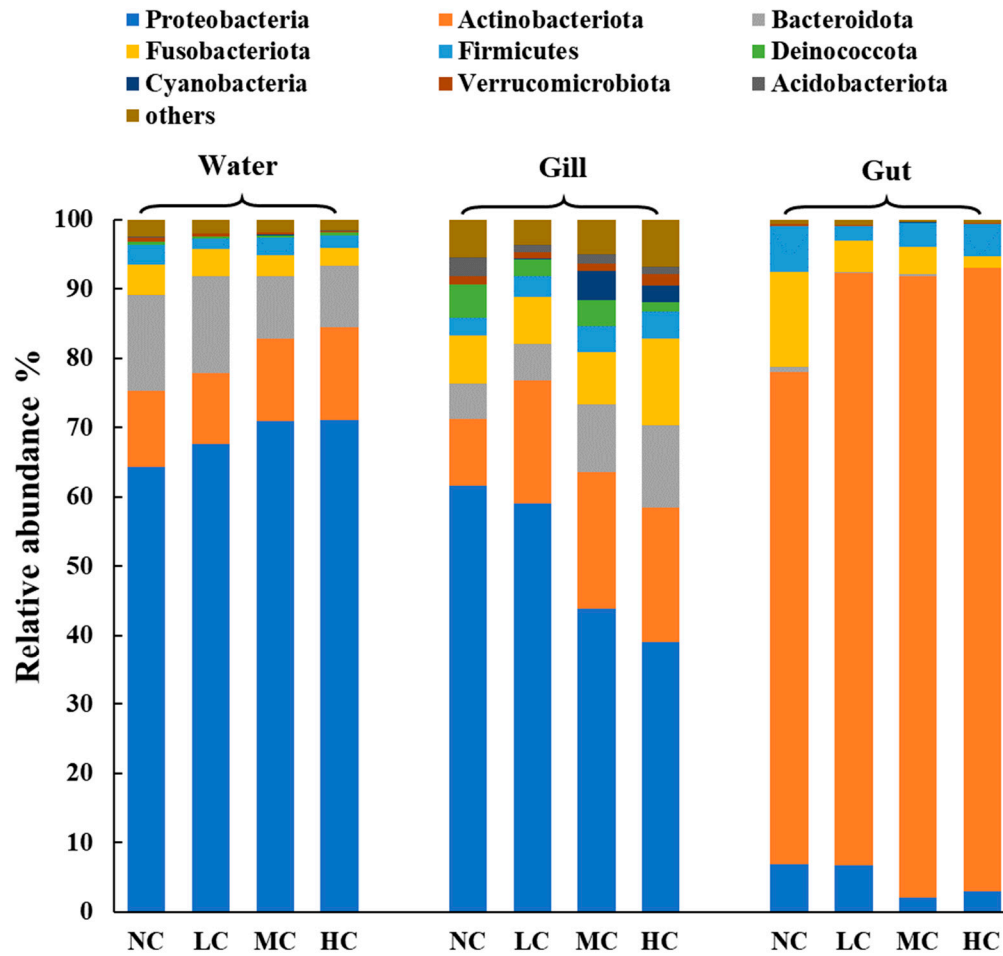 Proteobacteria Actinobacteriota Bacteroidota
Fusobacteriota Firmicutes Deinococcota
Cyanobacteria Verrucomicrobiota Acidobacteriota
others
Water Gill Gut
100
90
80
70
60
50
40
30
20
10
0
Relative abundance %
NC LC MC HC NC LC MC HC NC LC MC HC